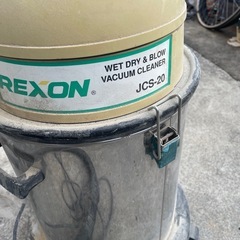 REXON®
WET DRY & BLOW
VACUUM CLEANER
JCS-20